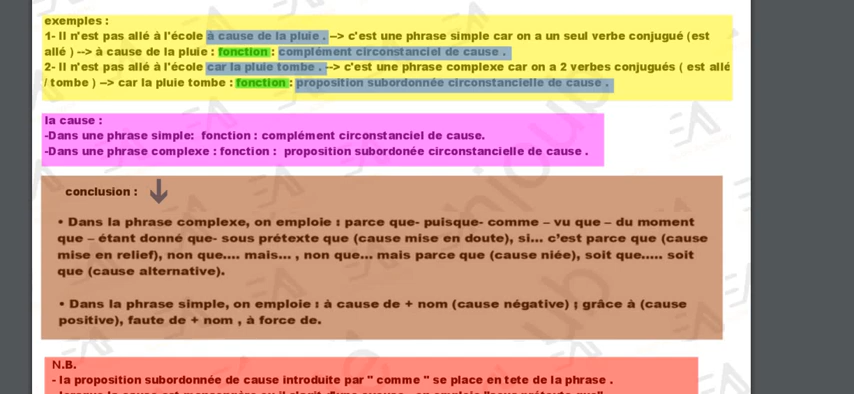 exemples :
1- Il n'est pas allé à l'école à cause de la pluie . --> c'est une phrase simple car on a un seul verbe conjugué (est
allé ) --> à cause de la pluie : fonction : complément circonstanciel de cause .
2- Il n'est pas allé à l'école car la pluie tombe . --> c'est une phrase complexe car on a 2 verbes conjugués ( est allé
/ tombe ) --> car la pluie tombe : fonction : proposition subordonnée circonstancielle de cause .
la cause :
-Dans une phrase simple: fonction : complément circonstanciel de cause.
-Dans une phrase complexe : fonction : proposition subordonée circonstancielle de cause .
conclusion :
• Dans la phrase complexe, on emploie : parce que- puisque- comme – vu que – du moment
que – étant donné que- sous prétexte que (cause mise en doute), si... c'est parce que (cause
mise en relief), non que.... mais... , non que... mais parce que (cause niée), soit que..... soit
que (cause alternative).
• Dans la phrase simple, on emploie : à cause de + nom (cause négative) ; grâce à (cause
positive), faute de + nom , à force de.
N.B.
- la proposition subordonnée de cause introduite par " comme " se place en tete de la phrase .